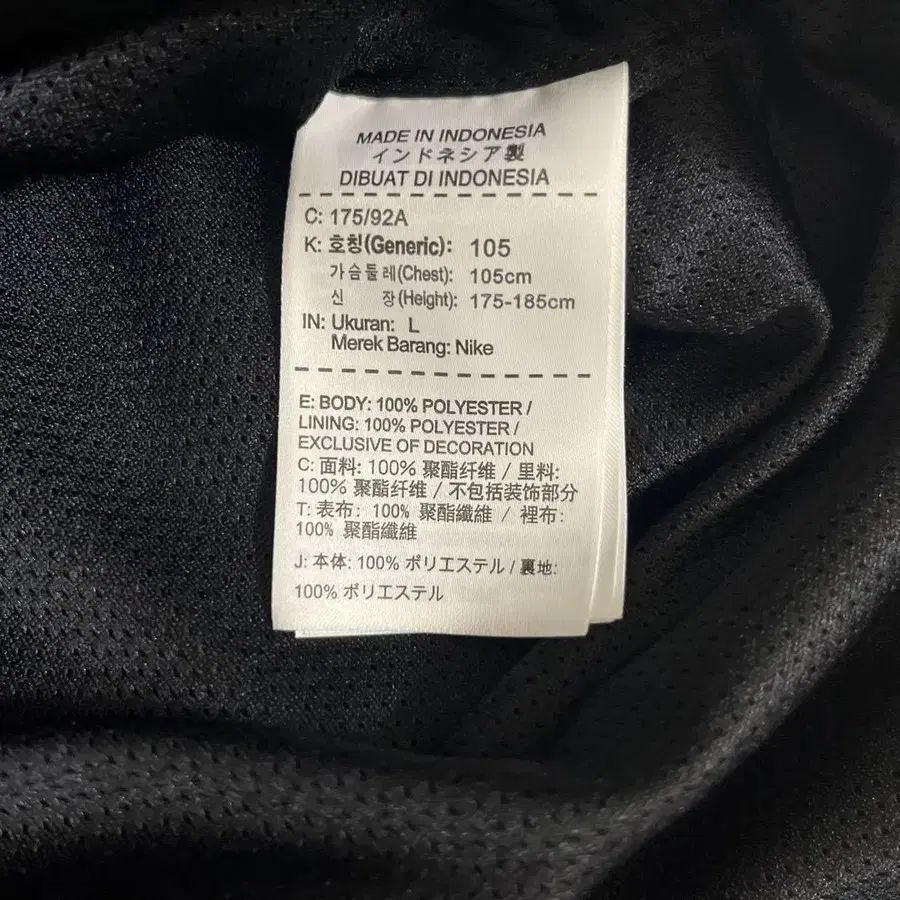 MADE IN INDONESIA
インドネシア製
DIBUAT DI INDONESIA
C: 175/92A
K: 호칭(Generic): 105
가슴둘레(Chest): 105cm
신 장(Height): 175-185cm
IN: Ukuran: L
Merek Barang: Nike
E: BODY: 100% POLYESTER /
LINING: 100% POLYESTER /
EXCLUSIVE OF DECORATION
C: 面料: 100% 聚酯纤维 / 里料:
100% 聚酯纤维 / 不包括装饰部分
T: 表布: 100% 聚酯纖維 / 裡布:
100% 聚酯纖維
J: 本体: 100% ポリエステル / 裏地:
100% ポリエステル